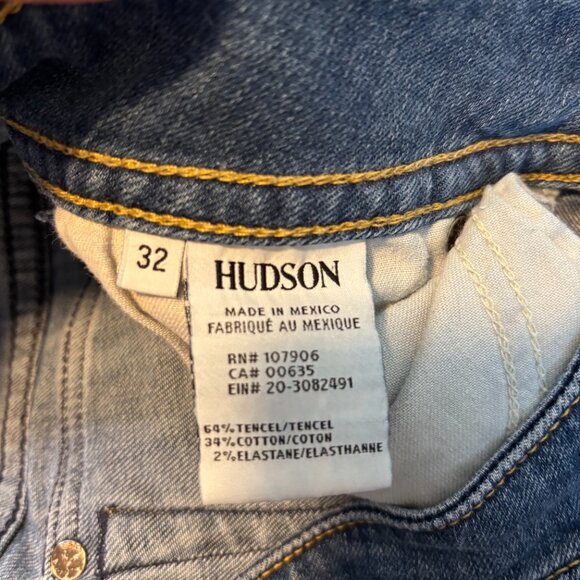 32
HUDSON
MADE IN MEXICO
FABRIQUÉ AU MEXIQUE
RN# 107906
CA# 00635
EIN# 20-3082491
64%TENCEL/TENCEL
34%COTTON/COTON
2%ELASTANE/ELASTHANNE